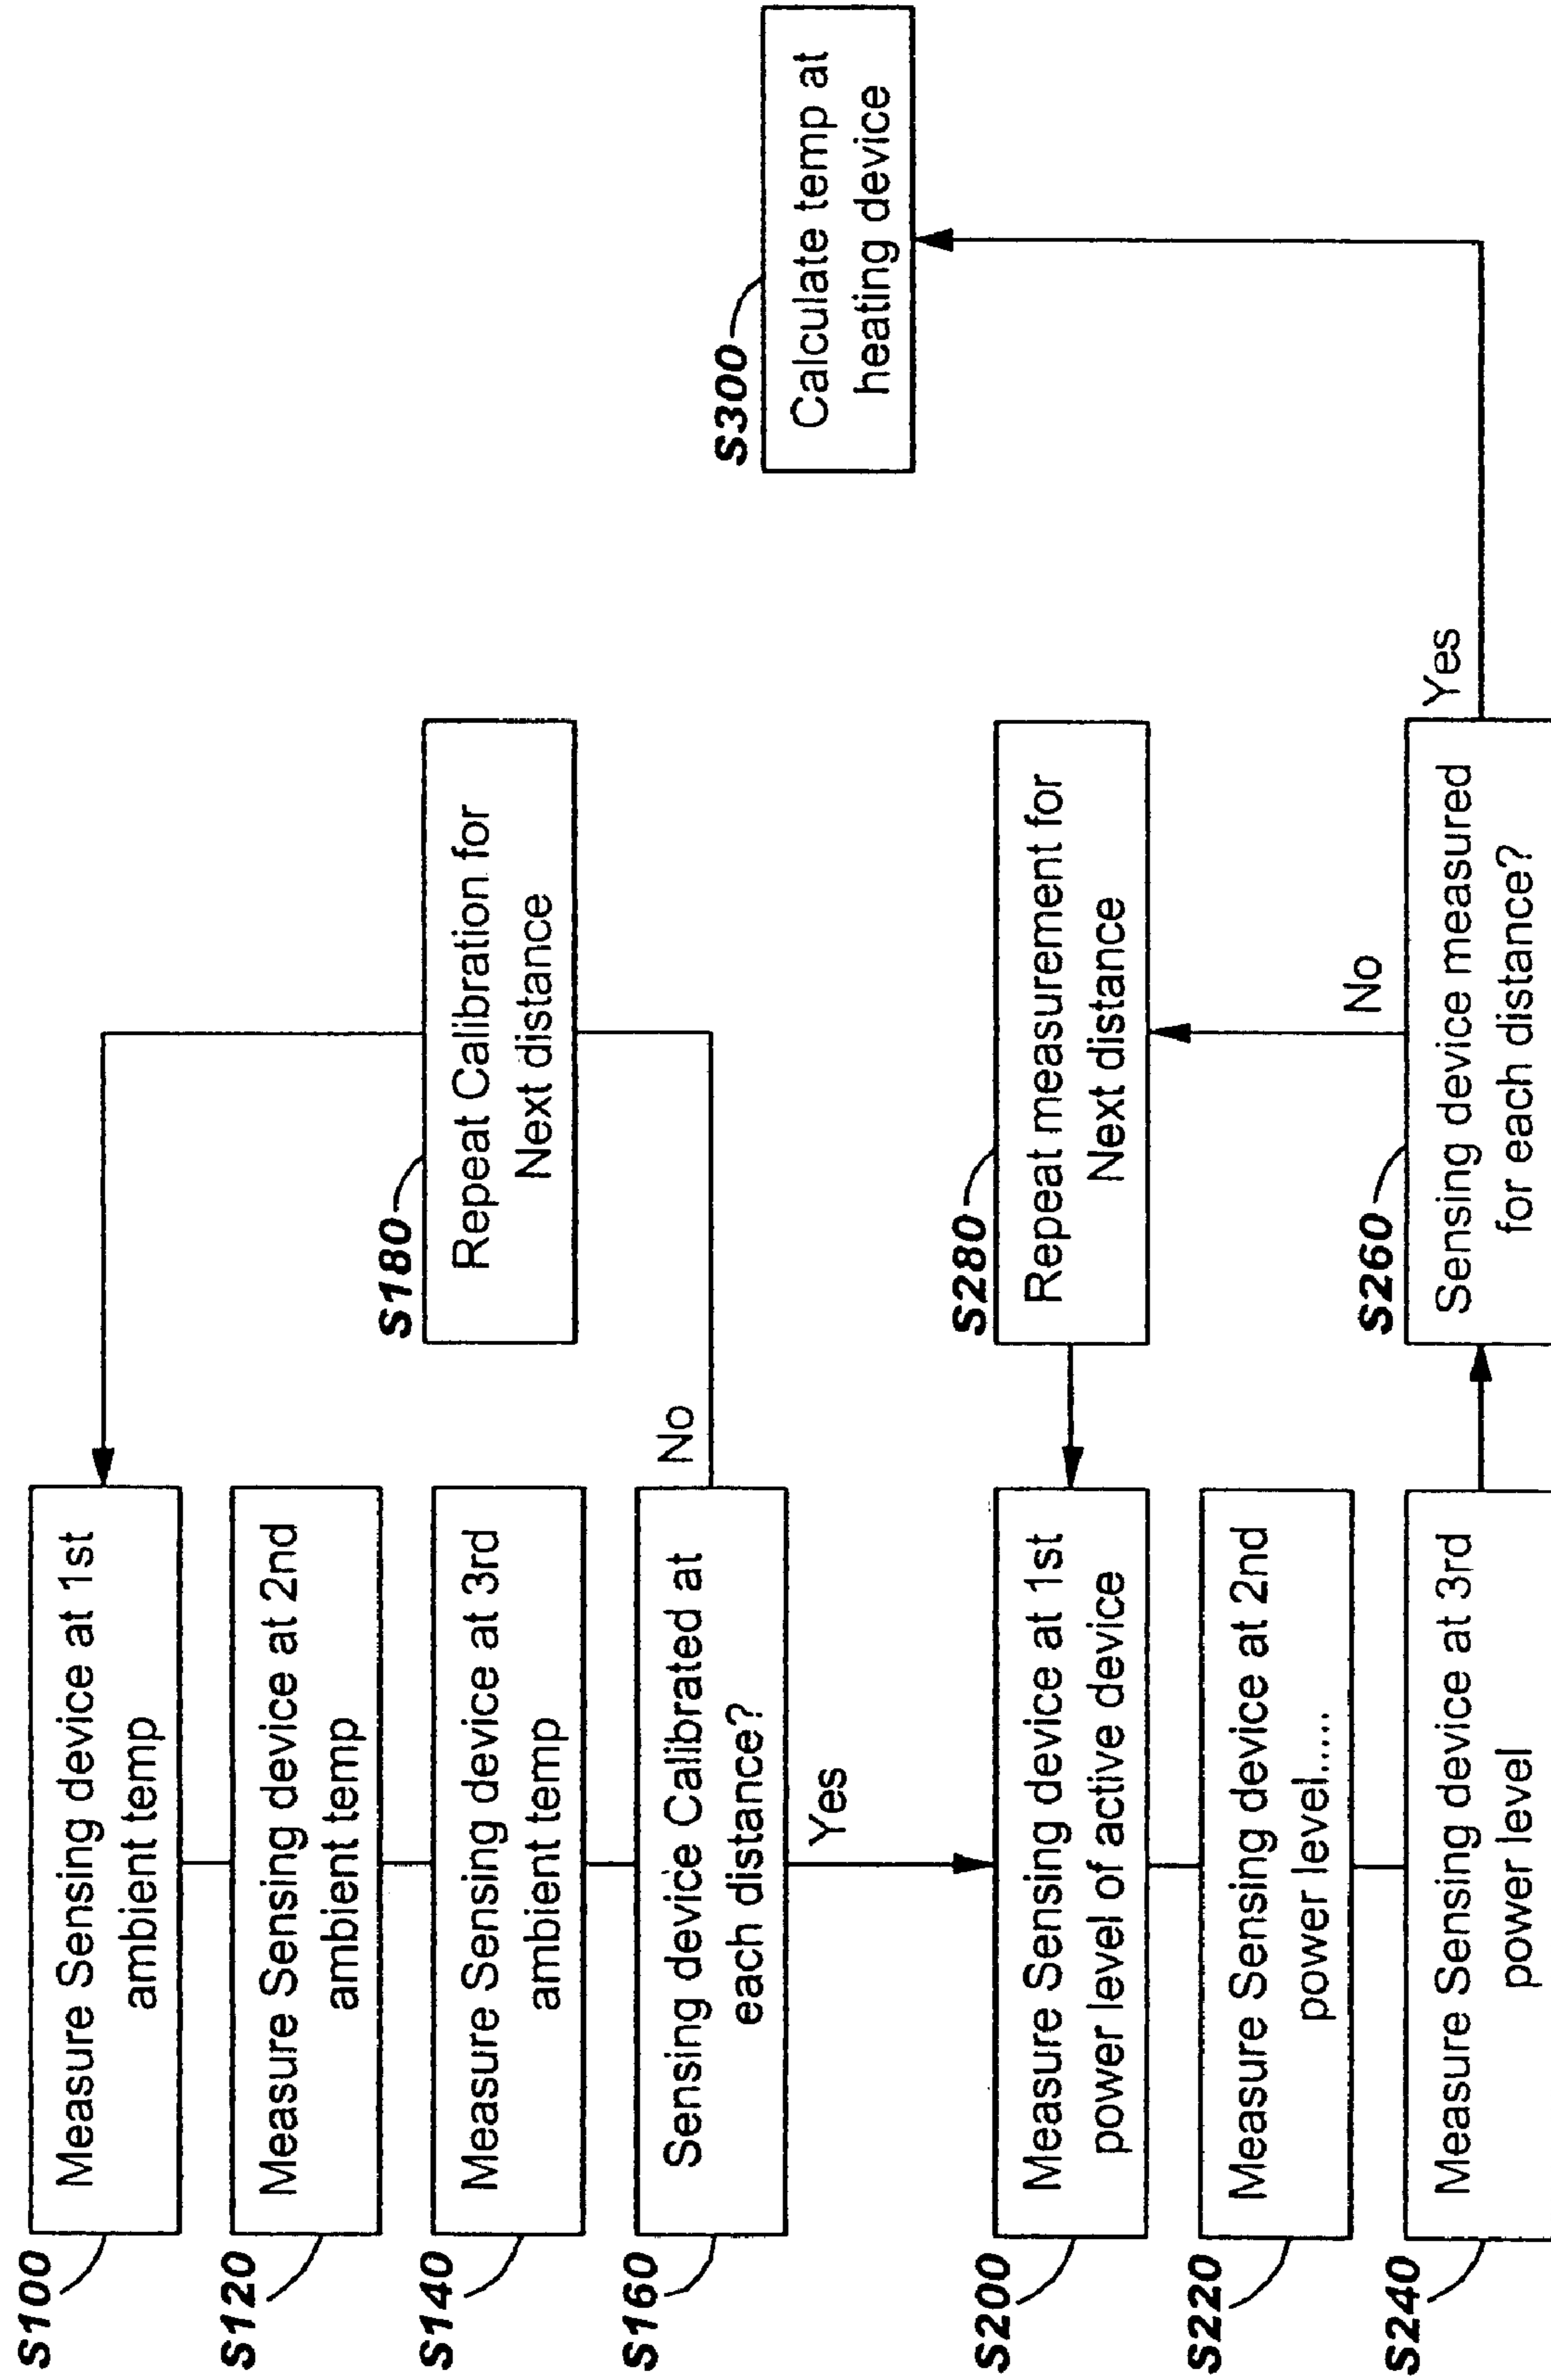 S100
Measure Sensing device at 1st
ambient temp
S120
Measure Sensing device at 2nd
ambient temp
S140
Measure Sensing device at 3rd
ambient temp
S160
Sensing device Calibrated at
each distance?
No
Yes
S180
Repeat Calibration for
Next distance
S200
Measure Sensing device at 1st
power level of active device
S220
Measure Sensing device at 2nd
power level.....
S240
Measure Sensing device at 3rd
power level
S260
Sensing device measured
for each distance?
No
Yes
S280
Repeat measurement for
Next distance
S300
Calculate temp at
heating device